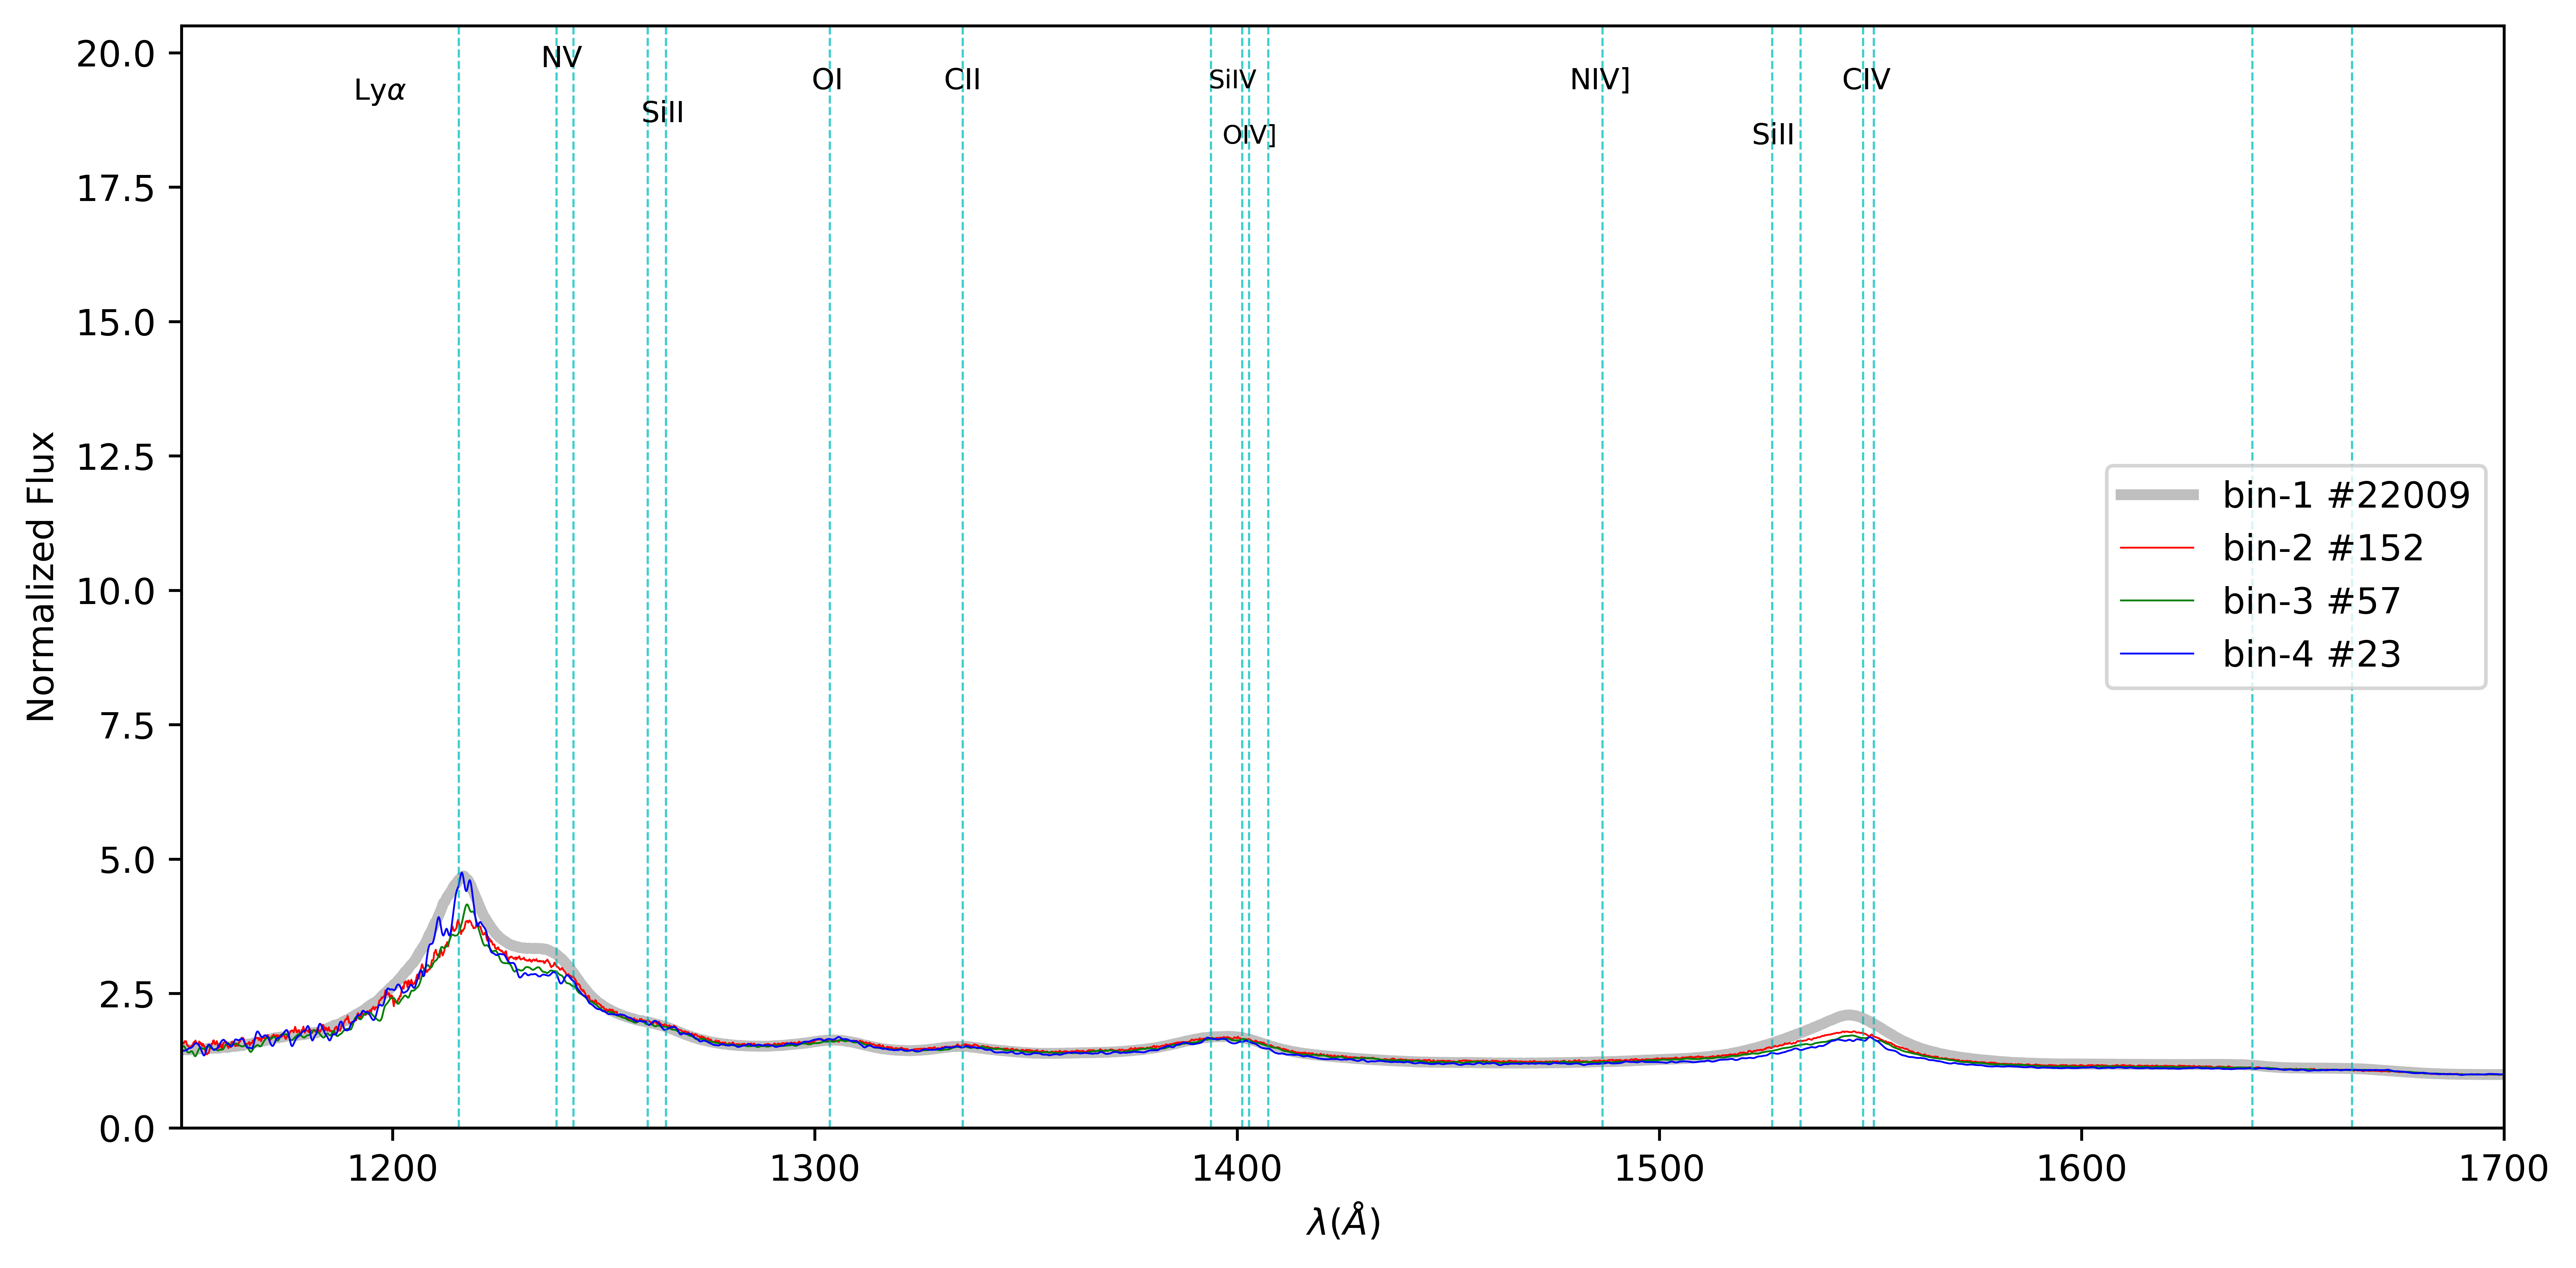 NV
Lyα
OI
CII
SiIV
NIV]
CIV
SiII
OIV]
SiII
20.0
17.5
15.0
12.5
10.0
7.5
5.0
2.5
0.0
Normalized Flux
bin-1 #22009
bin-2 #152
bin-3 #57
bin-4 #23
1200
1300
1400
1500
1600
1700
λ(Å)